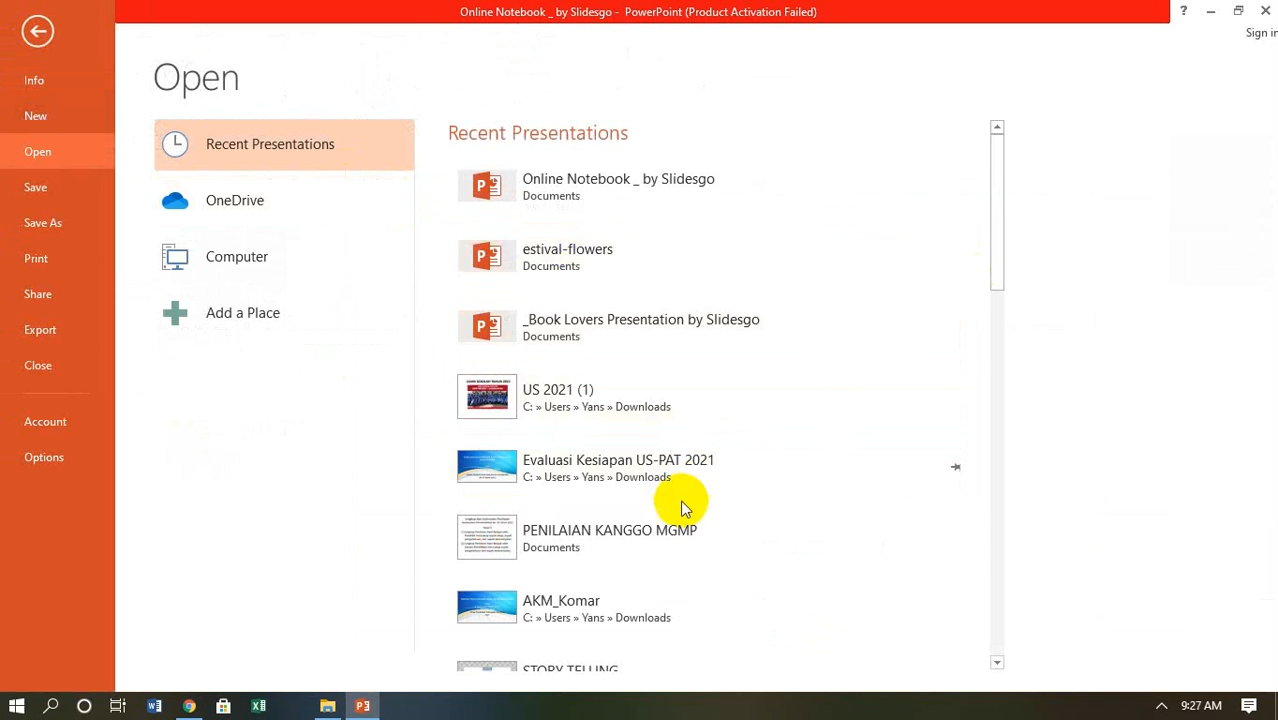 Online Notebook _ by Slidesgo - PowerPoint (Product Activation Failed)
?
Sign in
Info
New
Open
Save
Save As
Print
Share
Export
Close
Account
Options
Open
Recent Presentations
OneDrive
Computer
Add a Place
Recent Presentations
Online Notebook _ by Slidesgo
Documents
estival-flowers
Documents
_Book Lovers Presentation by Slidesgo
Documents
US 2021 (1)
C: » Users » Yans » Downloads
Evaluasi Kesiapan US-PAT 2021
C: » Users » Yans » Downloads
PENILAIAN KANGGO MGMP
Documents
AKM_Komar
C: » Users » Yans » Downloads
STORY TELLING
9:27 AM